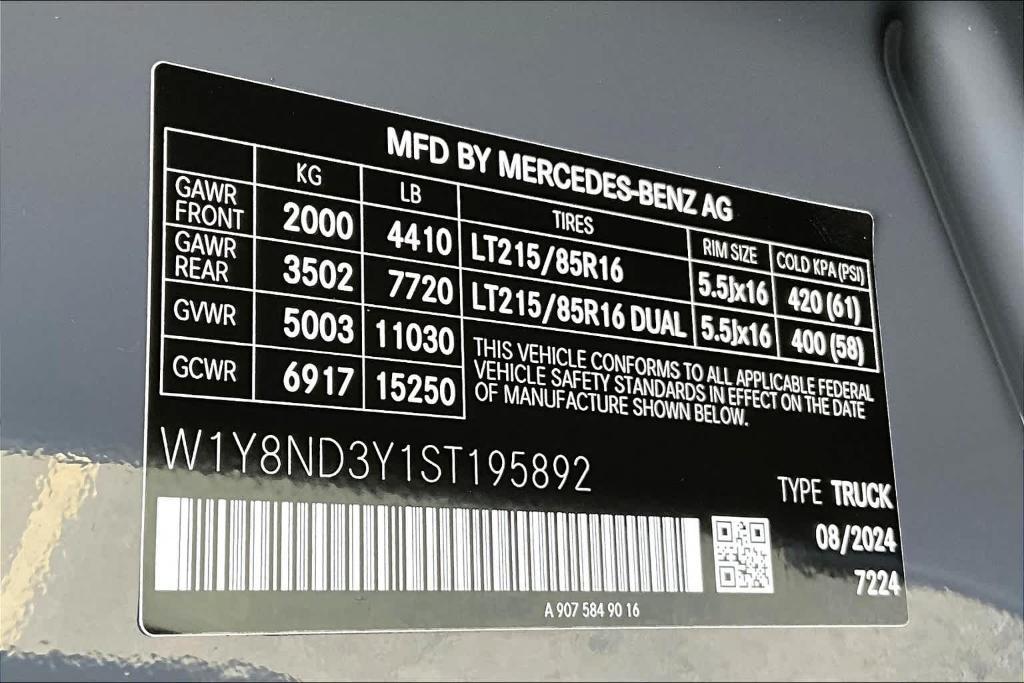 MFD BY MERCEDES-BENZ AG
KG LB TIRES RIM SIZE COLD KPA (PSI)
GAWR FRONT 2000 4410 LT215/85R16 5.5Jx16 420 (61)
GAWR REAR 3502 7720 LT215/85R16 DUAL 5.5Jx16 400 (58)
GVWR 5003 11030
GCWR 6917 15250
THIS VEHICLE CONFORMS TO ALL APPLICABLE FEDERAL
VEHICLE SAFETY STANDARDS IN EFFECT ON THE DATE
OF MANUFACTURE SHOWN BELOW.
W1Y8ND3Y1ST195892
TYPE TRUCK
08/2024
7224
A 907 584 90 16